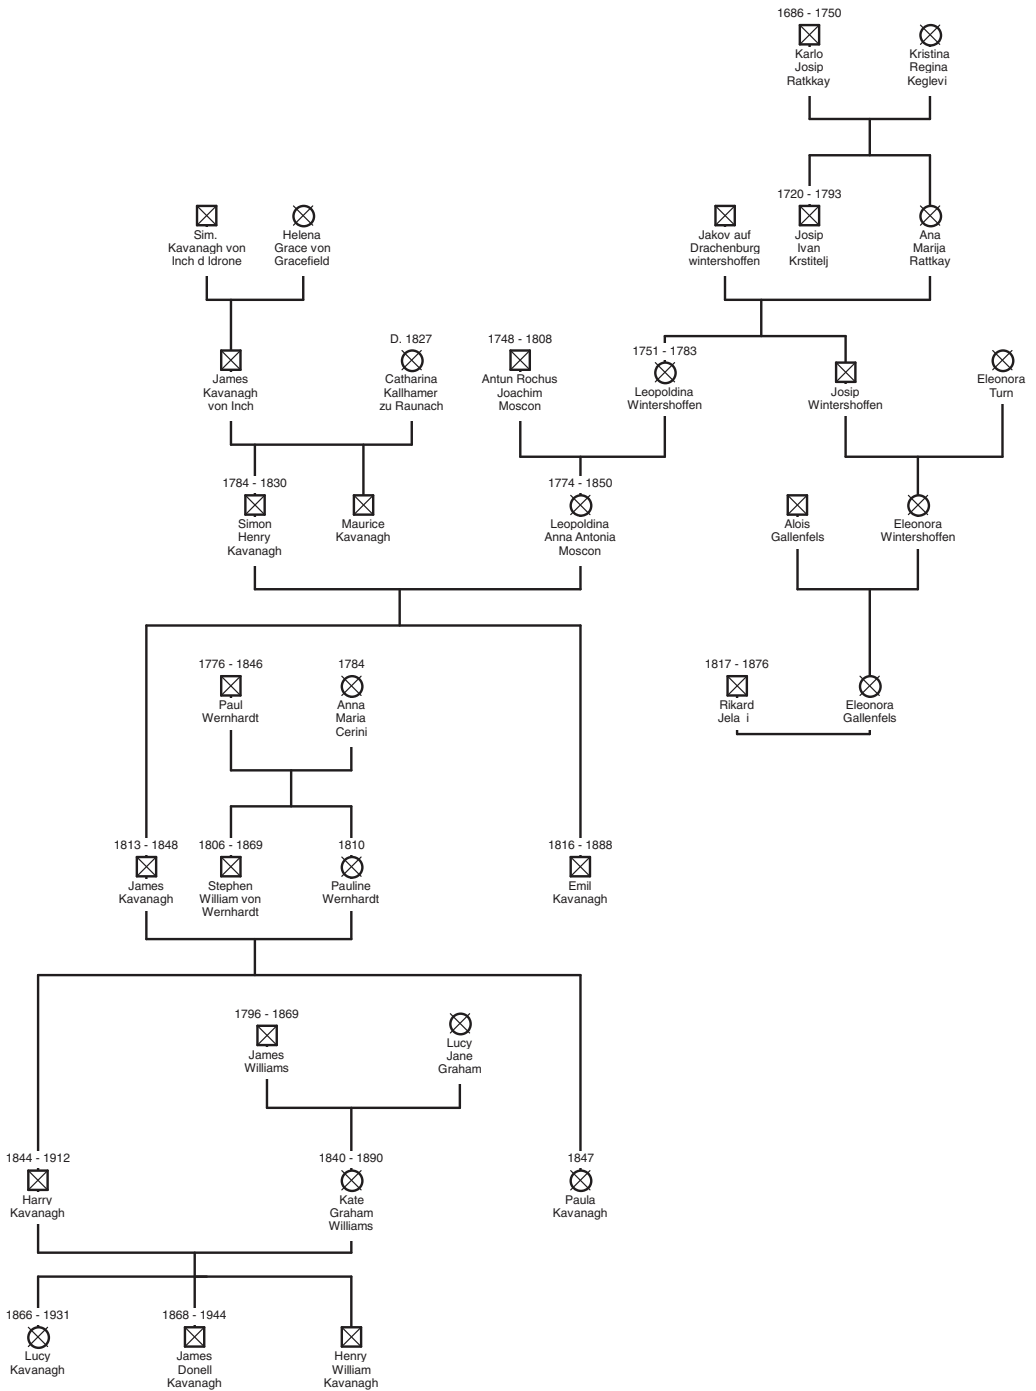 1686 - 1750
Karlo
Josip
Ratkkay
Kristina
Regina
Keglevi
1720 - 1793
Sim.
Kavanagh von
Inch d Idrone
Helena
Grace von
Gracefield
Jakov auf
Drachenburg
wintershoffen
Josip
Ivan
Krstitelj
Ana
Marija
Rattkay
James
Kavanagh
von Inch
D. 1827
Catharina
Kallhamer
zu Raunach
1748 - 1808
Antun Rochus
Joachim
Moscon
1751 - 1783
Leopoldina
Wintershoffen
Josip
Wintershoffen
Eleonora
Turn
1784 - 1830
Simon
Henry
Kavanagh
Maurice
Kavanagh
1774 - 1850
Leopoldina
Anna Antonia
Moscon
Alois
Gallenfels
Eleonora
Wintershoffen
1776 - 1846
Paul
Wernhardt
1784
Anna
Maria
Cerini
1817 - 1876
Rikard
Jela i
Eleonora
Gallenfels
1813 - 1848
James
Kavanagh
1806 - 1869
Stephen
William von
Wernhardt
1810
Pauline
Wernhardt
1816 - 1888
Emil
Kavanagh
1796 - 1869
James
Williams
Lucy
Jane
Graham
1844 - 1912
Harry
Kavanagh
1840 - 1890
Kate
Graham
Williams
1847
Paula
Kavanagh
1866 - 1931
Lucy
Kavanagh
1868 - 1944
James
Donell
Kavanagh
Henry
William
Kavanagh